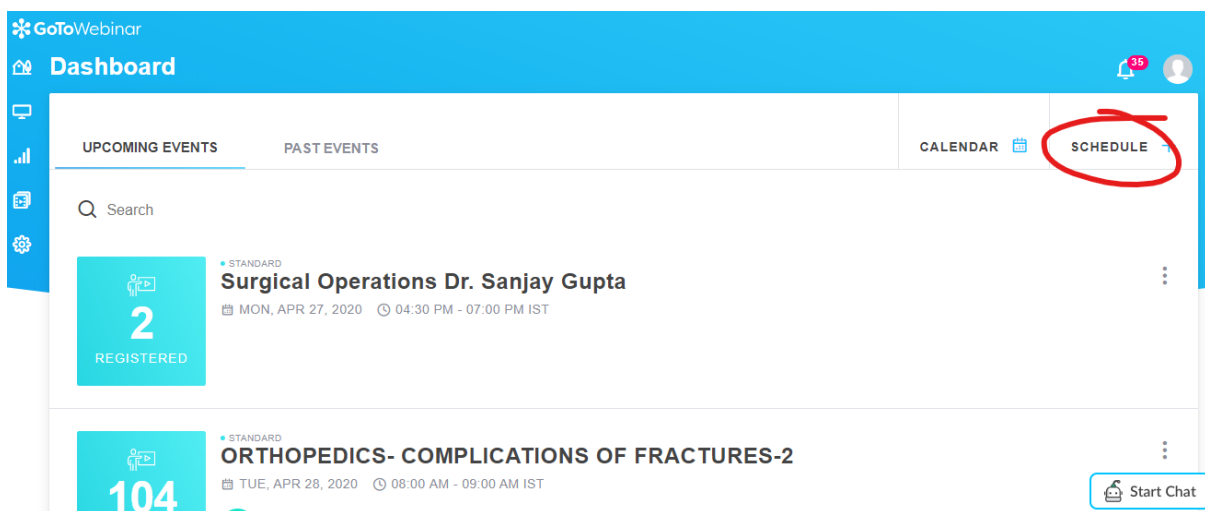 GoToWebinar
Dashboard
35
UPCOMING EVENTS PAST EVENTS CALENDAR SCHEDULE +
Search
STANDARD
Surgical Operations Dr. Sanjay Gupta
MON, APR 27, 2020 04:30 PM - 07:00 PM IST
2
REGISTERED
STANDARD
ORTHOPEDICS- COMPLICATIONS OF FRACTURES-2
TUE, APR 28, 2020 08:00 AM - 09:00 AM IST
104
Start Chat